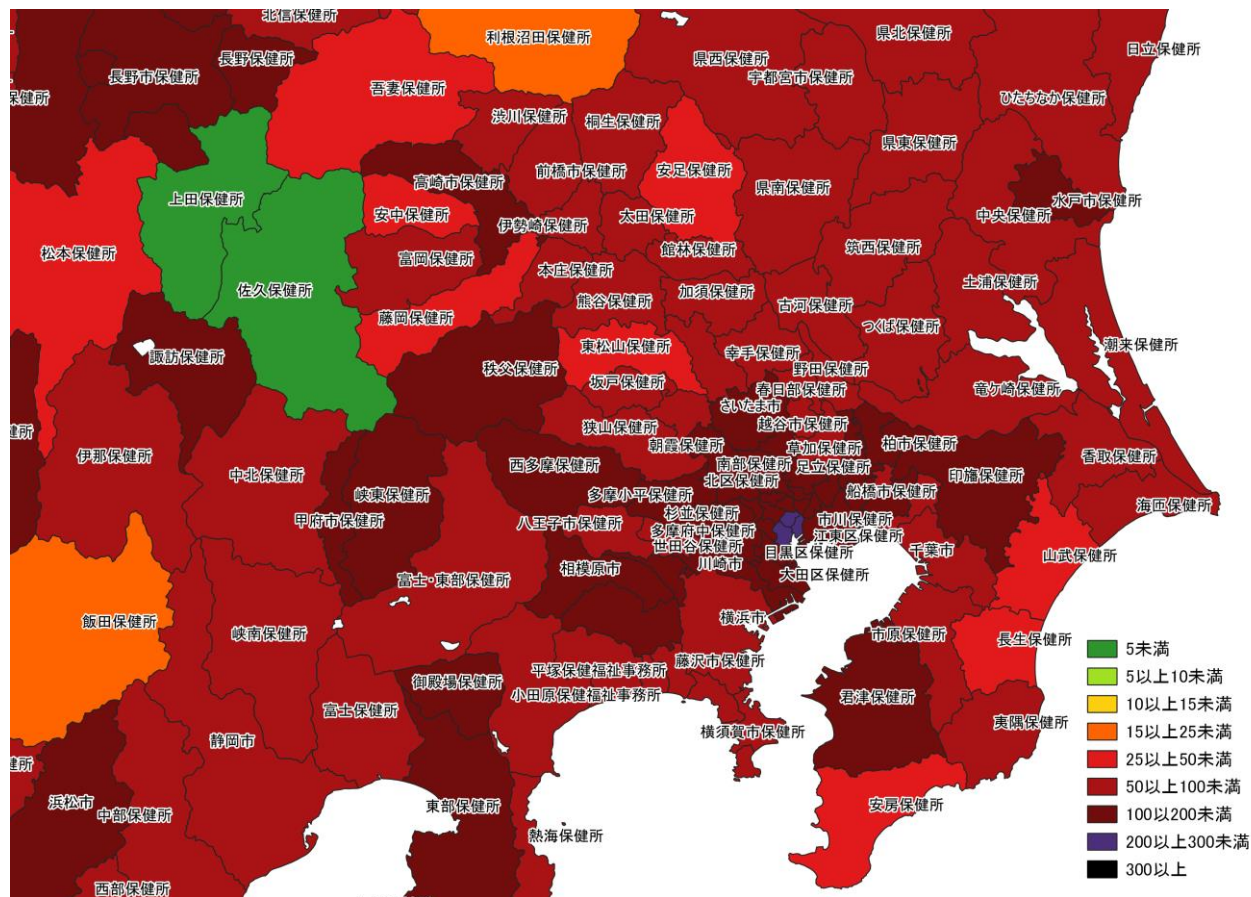 北信保健所
利根沼田保健所
県北保健所
日立保健所
長野保健所
長野市保健所
保健所
吾妻保健所
県西保健所
宇都宮市保健所
ひたちなか保健所
渋川保健所
桐生保健所
県東保健所
前橋市保健所
安足保健所
高崎市保健所
県南保健所
上田保健所
水戸市保健所
安中保健所
太田保健所
中央保健所
伊勢崎保健所
松本保健所
富岡保健所
館林保健所
筑西保健所
本庄保健所
土浦保健所
佐久保健所
加須保健所
熊谷保健所
古河保健所
藤岡保健所
つくば保健所
潮来保健所
東松山保健所
幸手保健所
諏訪保健所
秩父保健所
野田保健所
坂戸保健所
春日部保健所
竜ケ崎保健所
さいたま市
越谷市保健所
狭山保健所
健所
朝霞保健所
草加保健所
柏市保健所
伊那保健所
香取保健所
西多摩保健所
南部保健所
足立保健所
中北保健所
北区保健所
印旛保健所
峡東保健所
多摩小平保健所
船橋市保健所
海匝保健所
杉並保健所
甲府市保健所
八王子市保健所
市川保健所
多摩府中保健所
江東区保健所
世田谷保健所
目黒区保健所
千葉市
山武保健所
川崎市
相模原市
大田区保健所
富士・東部保健所
飯田保健所
横浜市
峡南保健所
市原保健所
長生保健所
藤沢市保健所
平塚保健福祉事務所
御殿場保健所
小田原保健福祉事務所
君津保健所
富士保健所
夷隅保健所
横須賀市保健所
静岡市
健所
浜松市
東部保健所
安房保健所
中部保健所
熱海保健所
西部保健所
5未満
5以上10未満
10以上15未満
15以上25未満
25以上50未満
50以上100未満
100以上200未満
200以上300未満
300以上